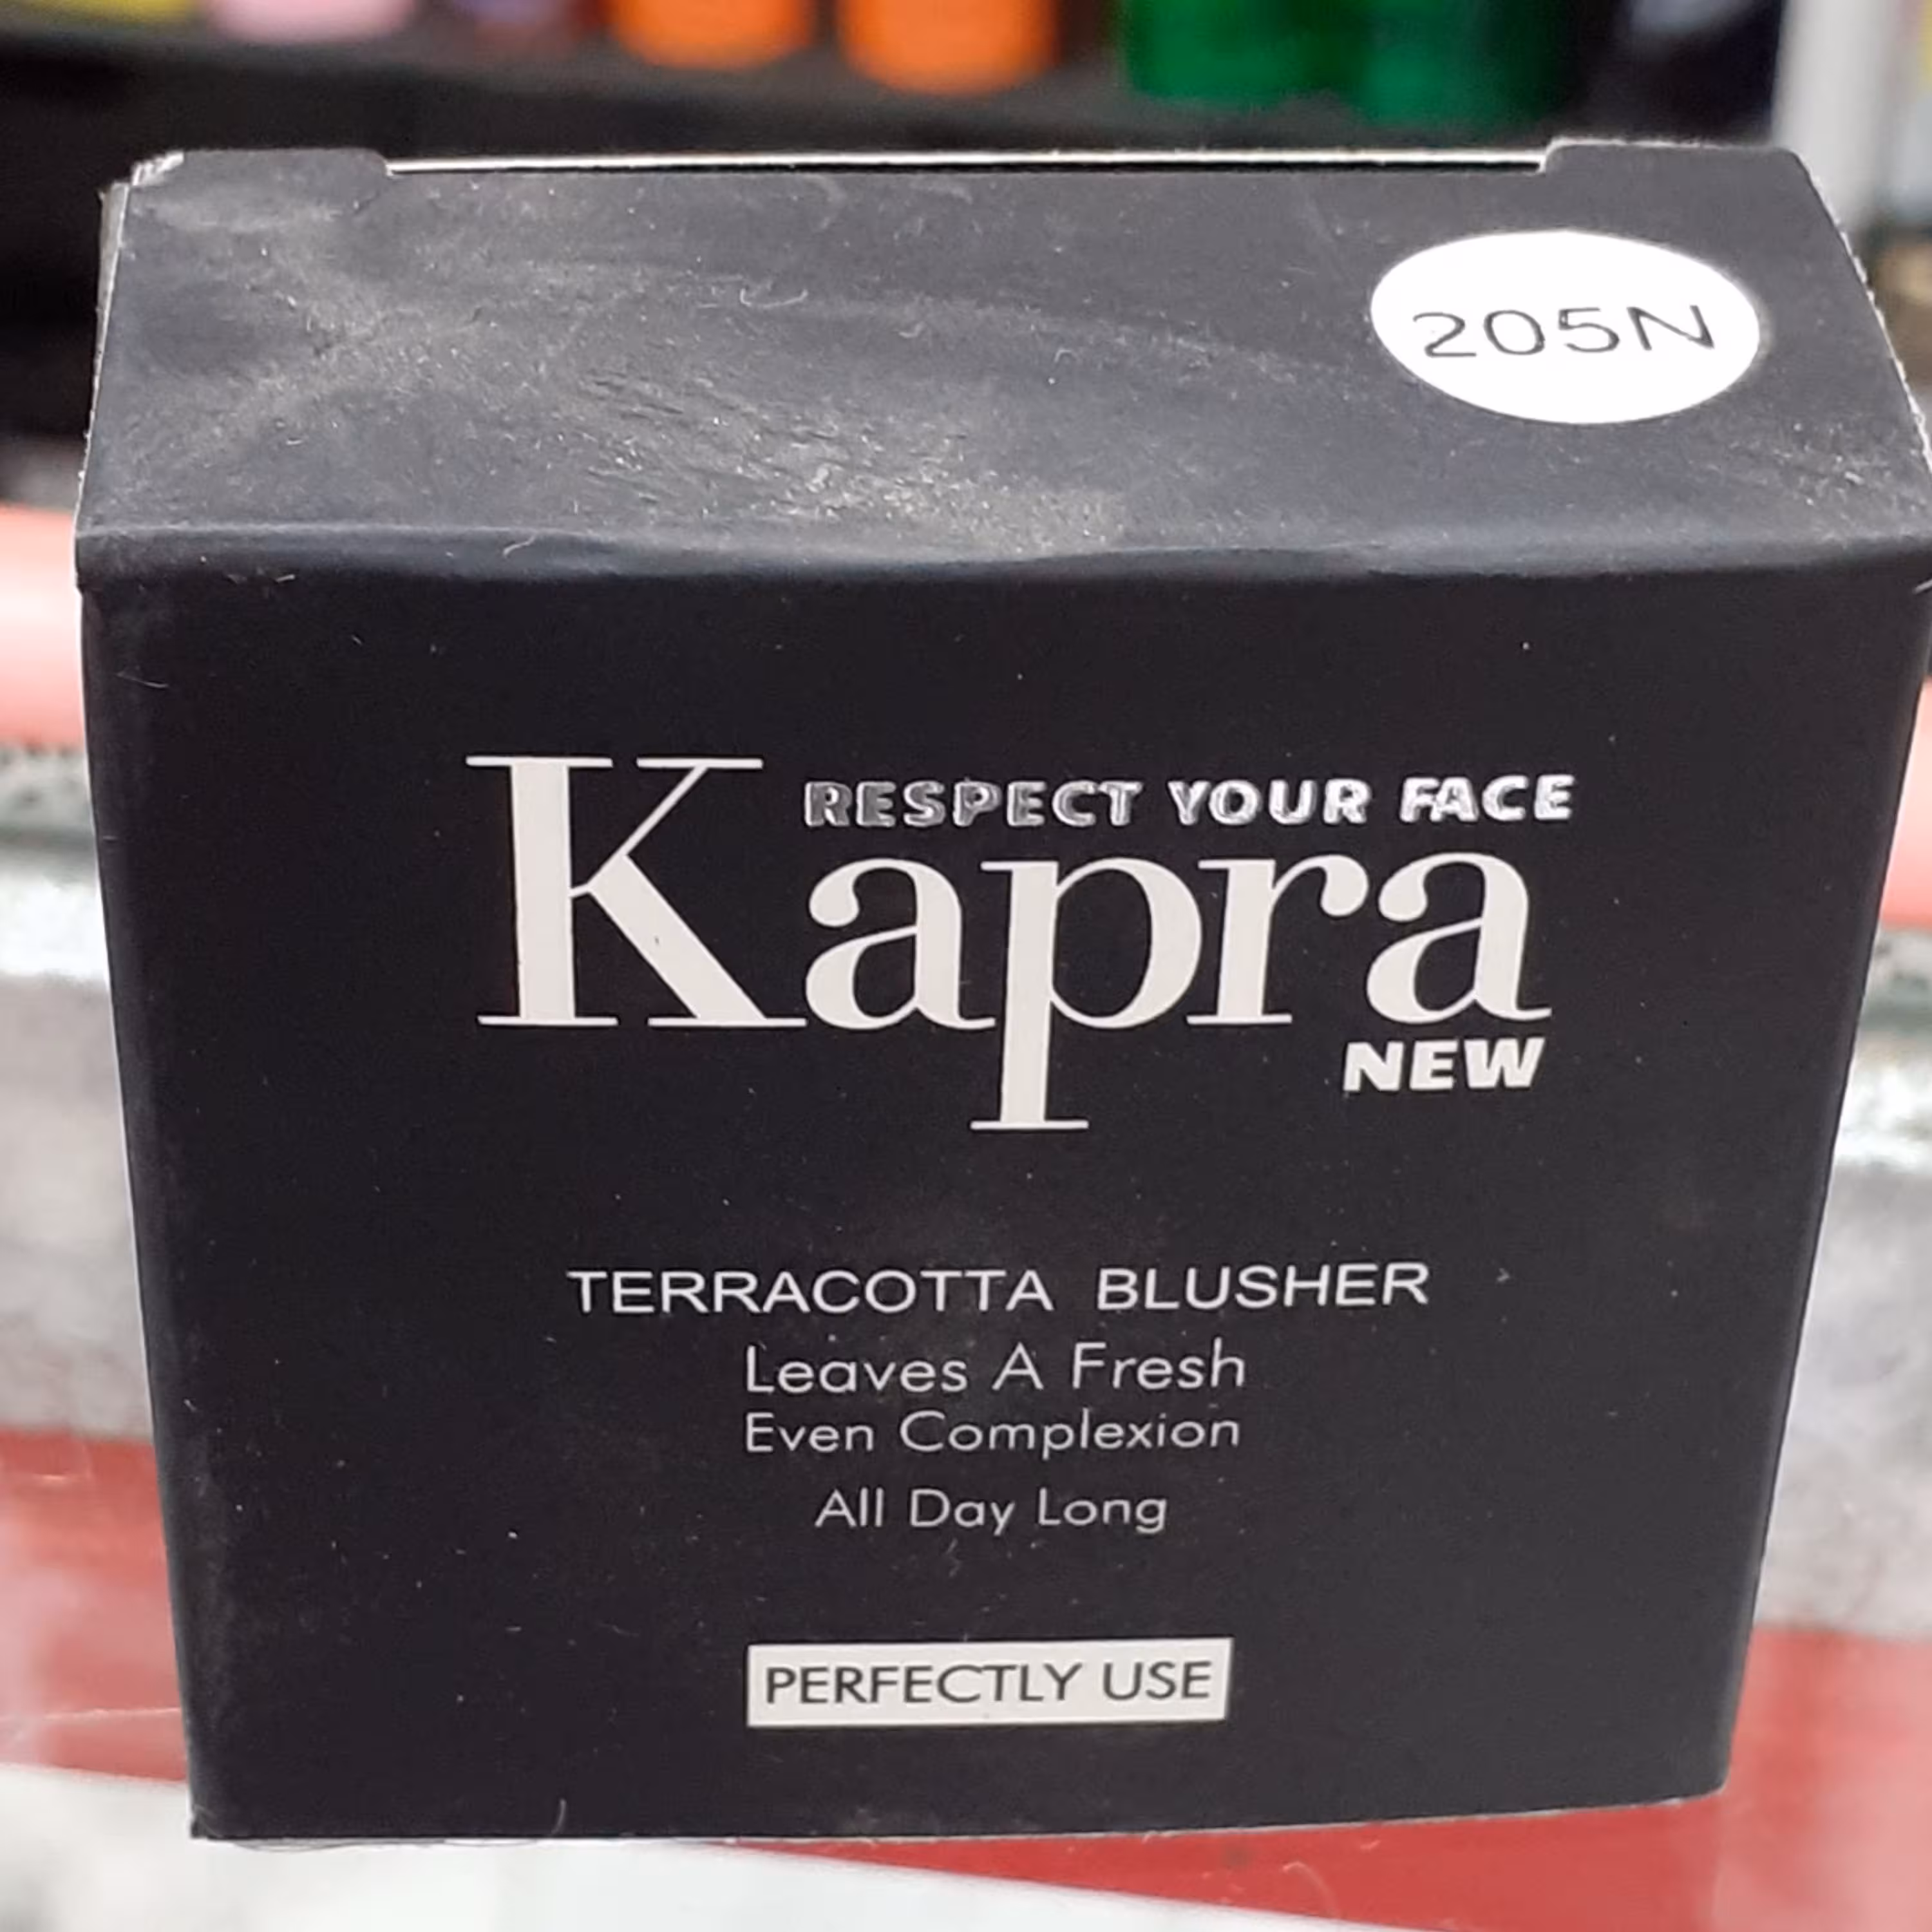 205N
RESPECT YOUR FACE
Kapra
NEW
TERRACOTTA BLUSHER
Leaves A Fresh
Even Complexion
All Day Long
PERFECTLY USE